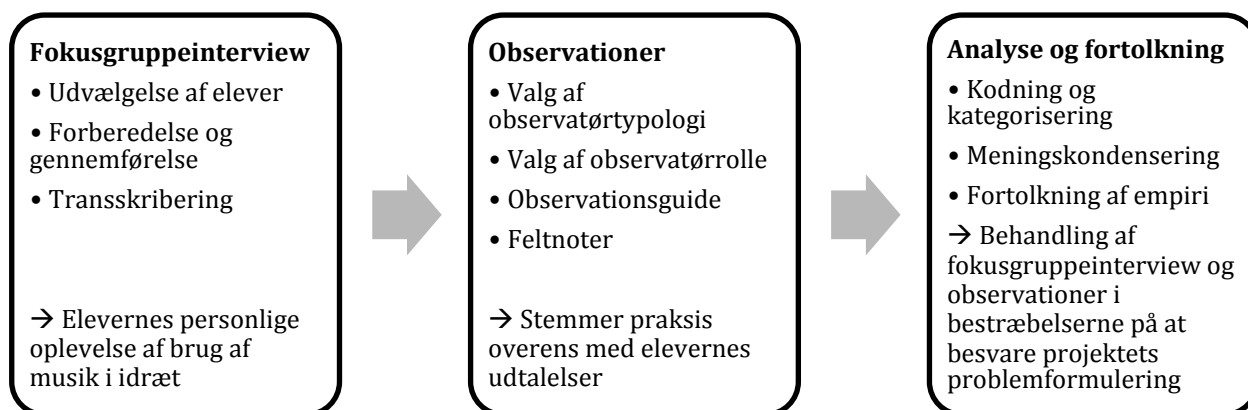 Fokusgruppeinterview
• Udvælgelse af elever
• Forberedelse og
gennemførelse
• Transskribering
→ Elevernes personlige
oplevelse af brug af
musik i idræt
Observationer
• Valg af
observatørtypologi
• Valg af observatørrolle
• Observationsguide
• Feltnoter
→ Stemmer praksis
overens med elevernes
udtalelser
Analyse og fortolkning
• Kodning og
kategorisering
• Meningskondensering
• Fortolkning af empiri
→ Behandling af
fokusgruppeinterview og
observationer i
bestræbelserne på at
besvare projektets
problemformulering